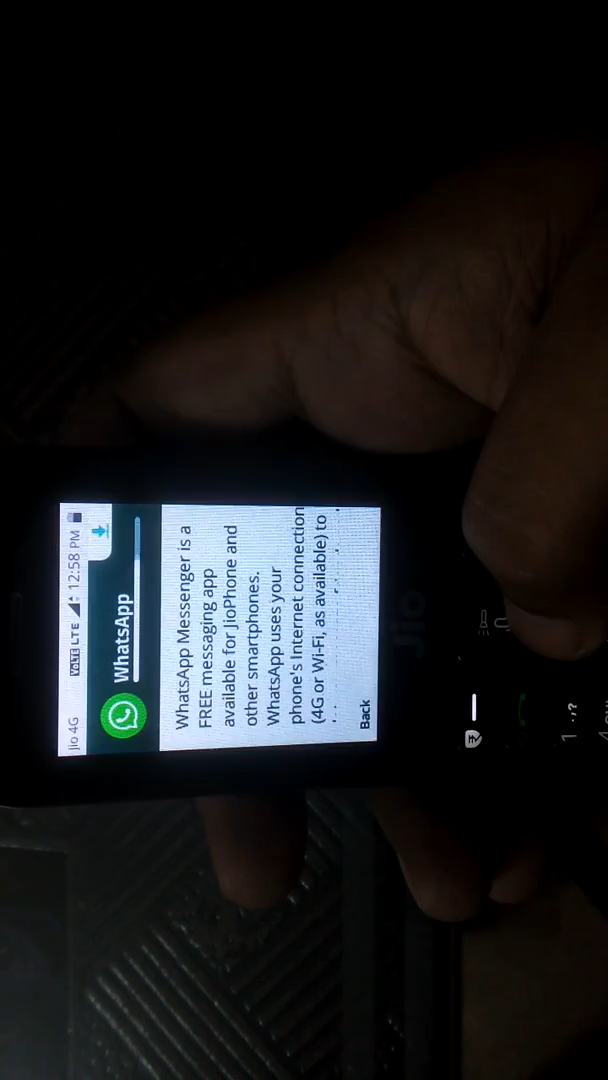 Jio 4G VoLTE LTE 12:58 PM
WhatsApp
WhatsApp Messenger is a
FREE messaging app
available for JioPhone and
other smartphones.
WhatsApp uses your
phone's Internet connection
(4G or Wi-Fi, as available) to
Back
Jio
₹
1 .,?